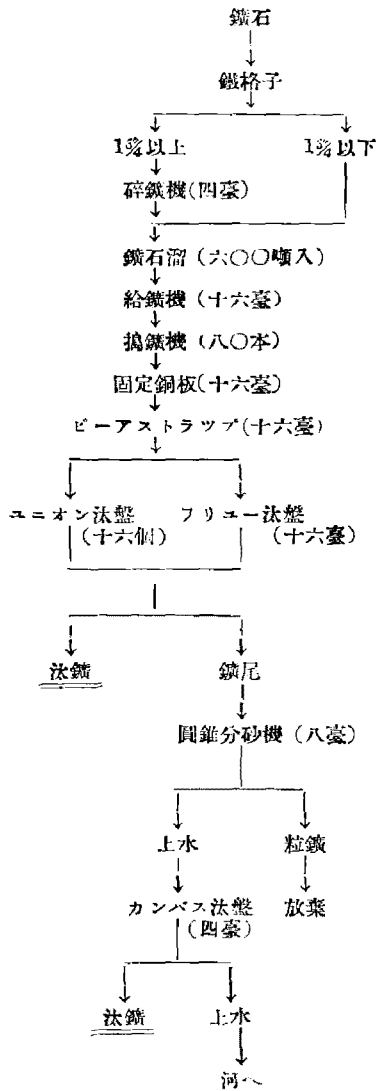 鑛石
鐵格子
1¾以上 1¾以下
碎鑛機(四臺)
鑛石溜(六〇〇噸入)
給鑛機(十六臺)
搗鑛機(八〇本)
固定銅板(十六臺)
ピーアストラツプ(十六臺)
ユニオン汰盤 フリユー汰盤
(十六個) (十六臺)
汰鑛 鑛尾
圓錐分砂機(八臺)
上水 粒鑛
カンバス汰盤 放棄
(四臺)
汰鑛 上水
河へ